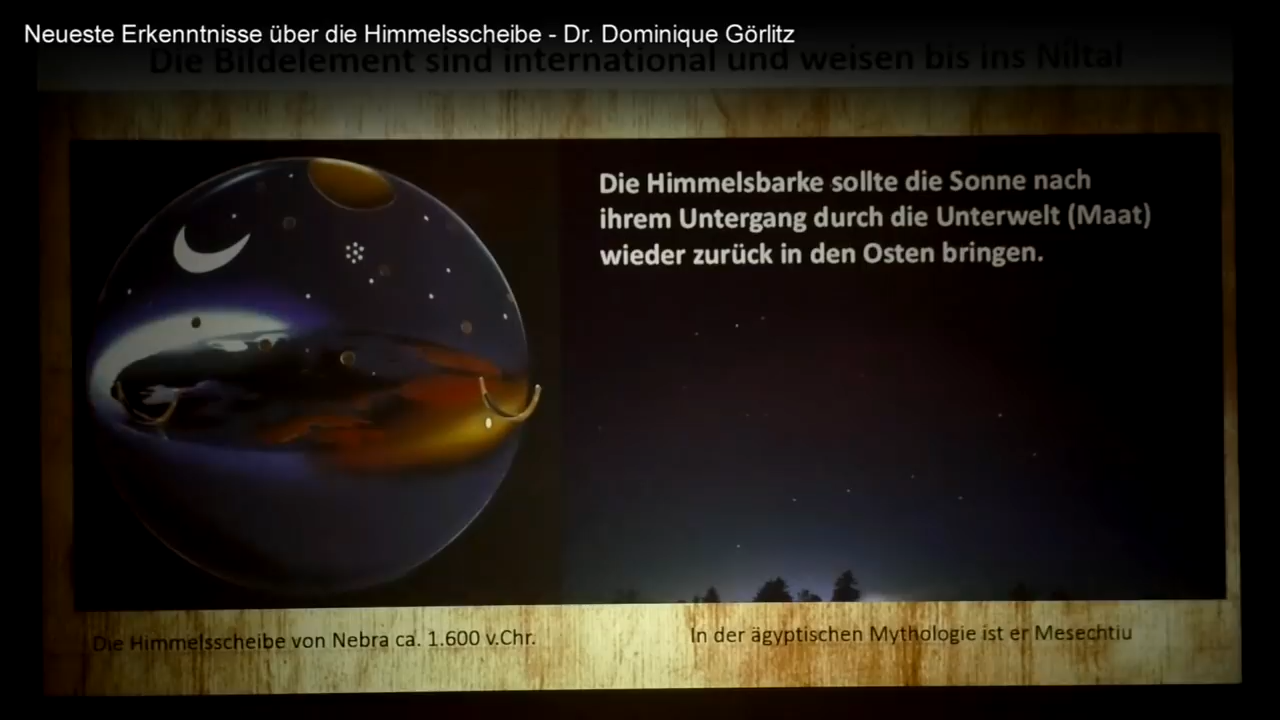 Neueste Erkenntnisse über die Himmelsscheibe - Dr. Dominique Görlitz
Die Bildelement sind international und weisen bis ins Niltal
Die Himmelsbarke sollte die Sonne nach
ihrem Untergang durch die Unterwelt (Maat)
wieder zurück in den Osten bringen.
Die Himmelsscheibe von Nebra ca. 1.600 v.Chr.
In der ägyptischen Mythologie ist er Mesechtiu